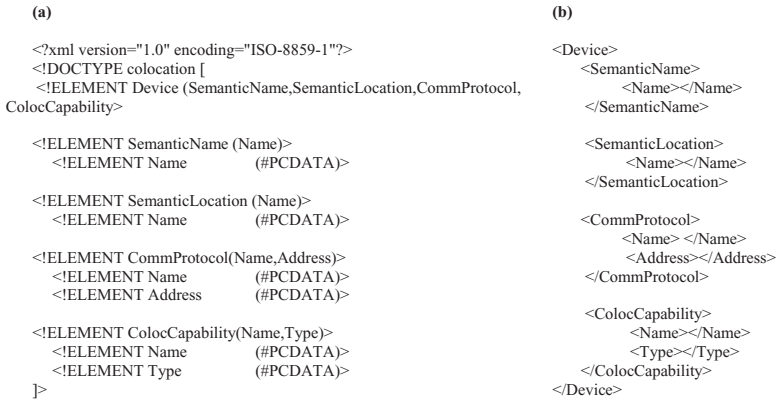 (a)
<?xml version="1.0" encoding="ISO-8859-1"?>
<!DOCTYPE colocation [
<!ELEMENT Device (SemanticName,SemanticLocation,CommProtocol,
ColocCapability>
<!ELEMENT SemanticName (Name)>
<!ELEMENT Name (#PCDATA)>
<!ELEMENT SemanticLocation (Name)>
<!ELEMENT Name (#PCDATA)>
<!ELEMENT CommProtocol(Name,Address)>
<!ELEMENT Name (#PCDATA)>
<!ELEMENT Address (#PCDATA)>
<!ELEMENT ColocCapability(Name,Type)>
<!ELEMENT Name (#PCDATA)>
<!ELEMENT Type (#PCDATA)>
]>
(b)
<Device>
<SemanticName>
<Name></Name>
</SemanticName>
<SemanticLocation>
<Name></Name>
</SemanticLocation>
<CommProtocol>
<Name> </Name>
<Address></Address>
</CommProtocol>
<ColocCapability>
<Name></Name>
<Type></Type>
</ColocCapability>
</Device>